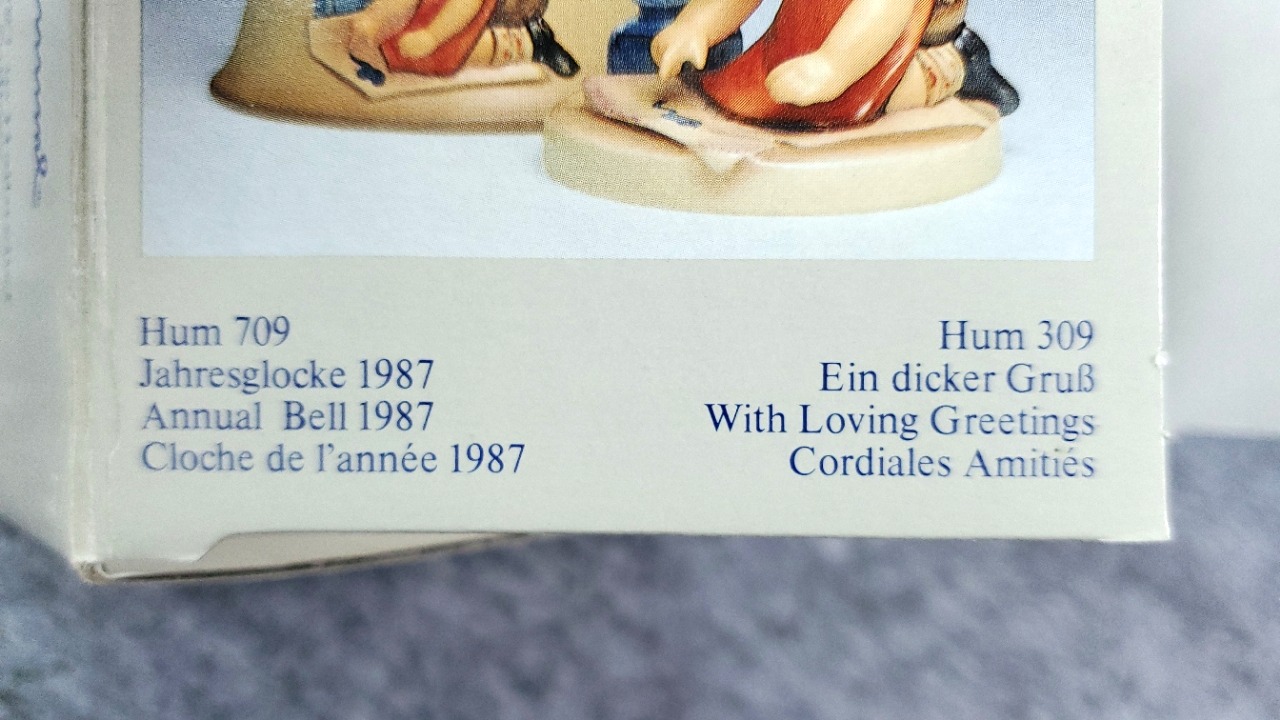 Hum 709
Jahresglocke 1987
Annual Bell 1987
Cloche de l'année 1987
Hum 309
Ein dicker Gruß
With Loving Greetings
Cordiales Amitiés